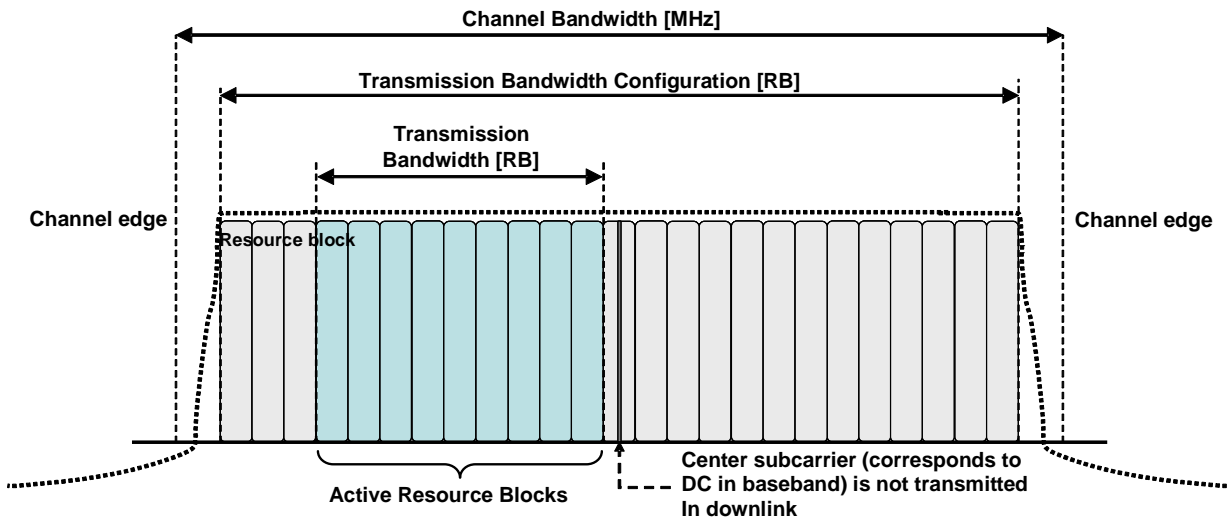 Channel Bandwidth [MHz]
Transmission Bandwidth Configuration [RB]
Transmission
Bandwidth [RB]
Channel edge
Channel edge
Resource block
Center subcarrier (corresponds to
DC in baseband) is not transmitted
In downlink
Active Resource Blocks